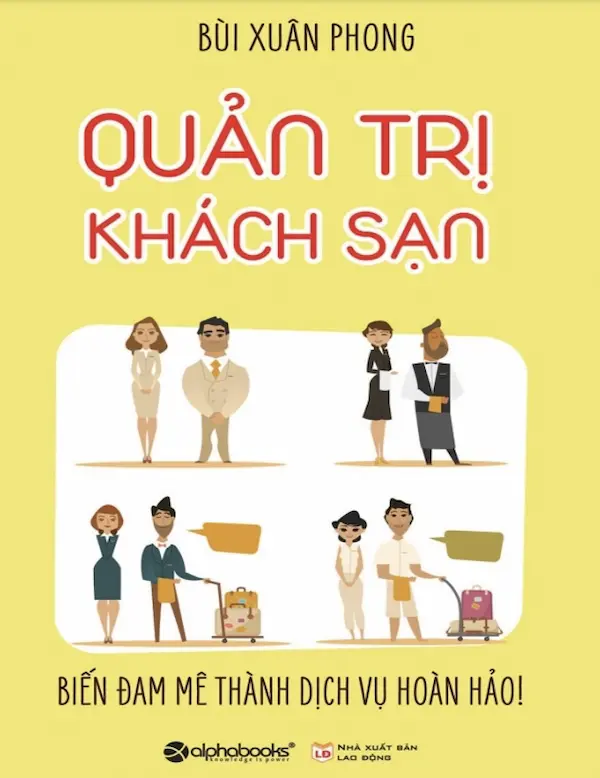 BÙI XUÂN PHONG
QUẢN TRỊ
KHÁCH SẠN
BIẾN ĐAM MÊ THÀNH DỊCH VỤ HOÀN HẢO!
alphabooks®
knowledge is power
LĐ
NHÀ XUẤT BẢN
LAO ĐỘNG